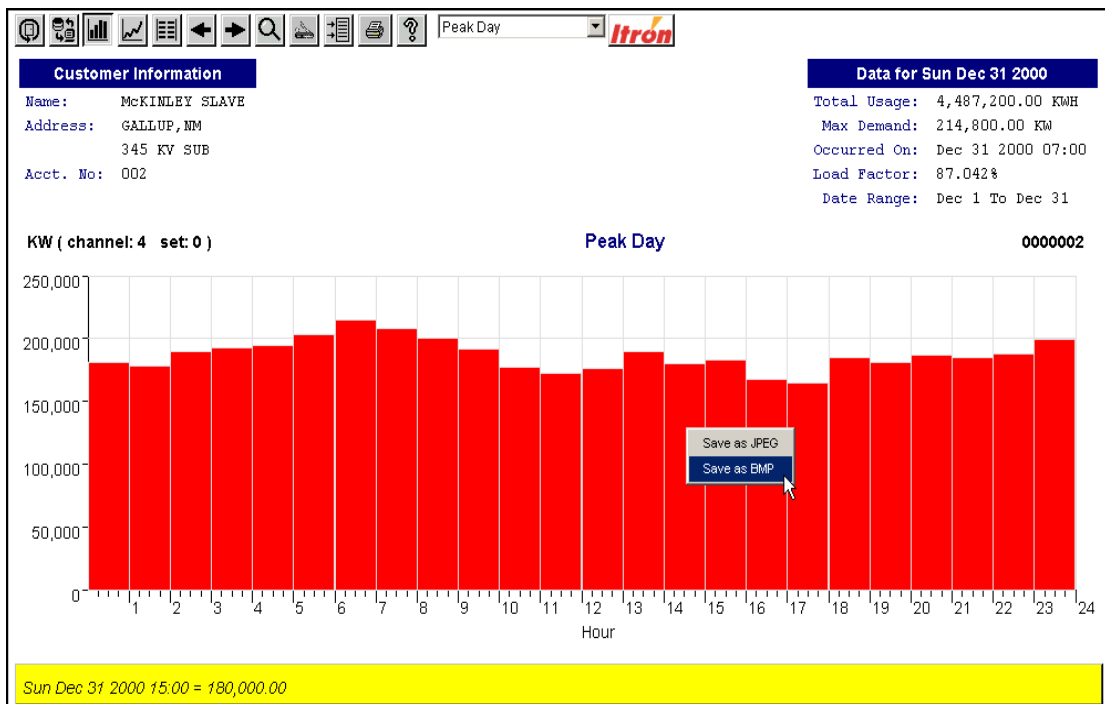 Peak Day
Itrón
Customer Information
Name: McKINLEY SLAVE
Address: GALLUP,NM
345 KV SUB
Acct. No: 002
Data for Sun Dec 31 2000
Total Usage: 4,487,200.00 KWH
Max Demand: 214,800.00 KW
Occurred On: Dec 31 2000 07:00
Load Factor: 87.042%
Date Range: Dec 1 To Dec 31
KW ( channel: 4 set: 0 )
Peak Day
0000002
250,000
200,000
150,000
100,000
50,000
0
Save as JPEG
Save as BMP
1 2 3 4 5 6 7 8 9 10 11 12 13 14 15 16 17 18 19 20 21 22 23 24
Hour
Sun Dec 31 2000 15:00 = 180,000.00